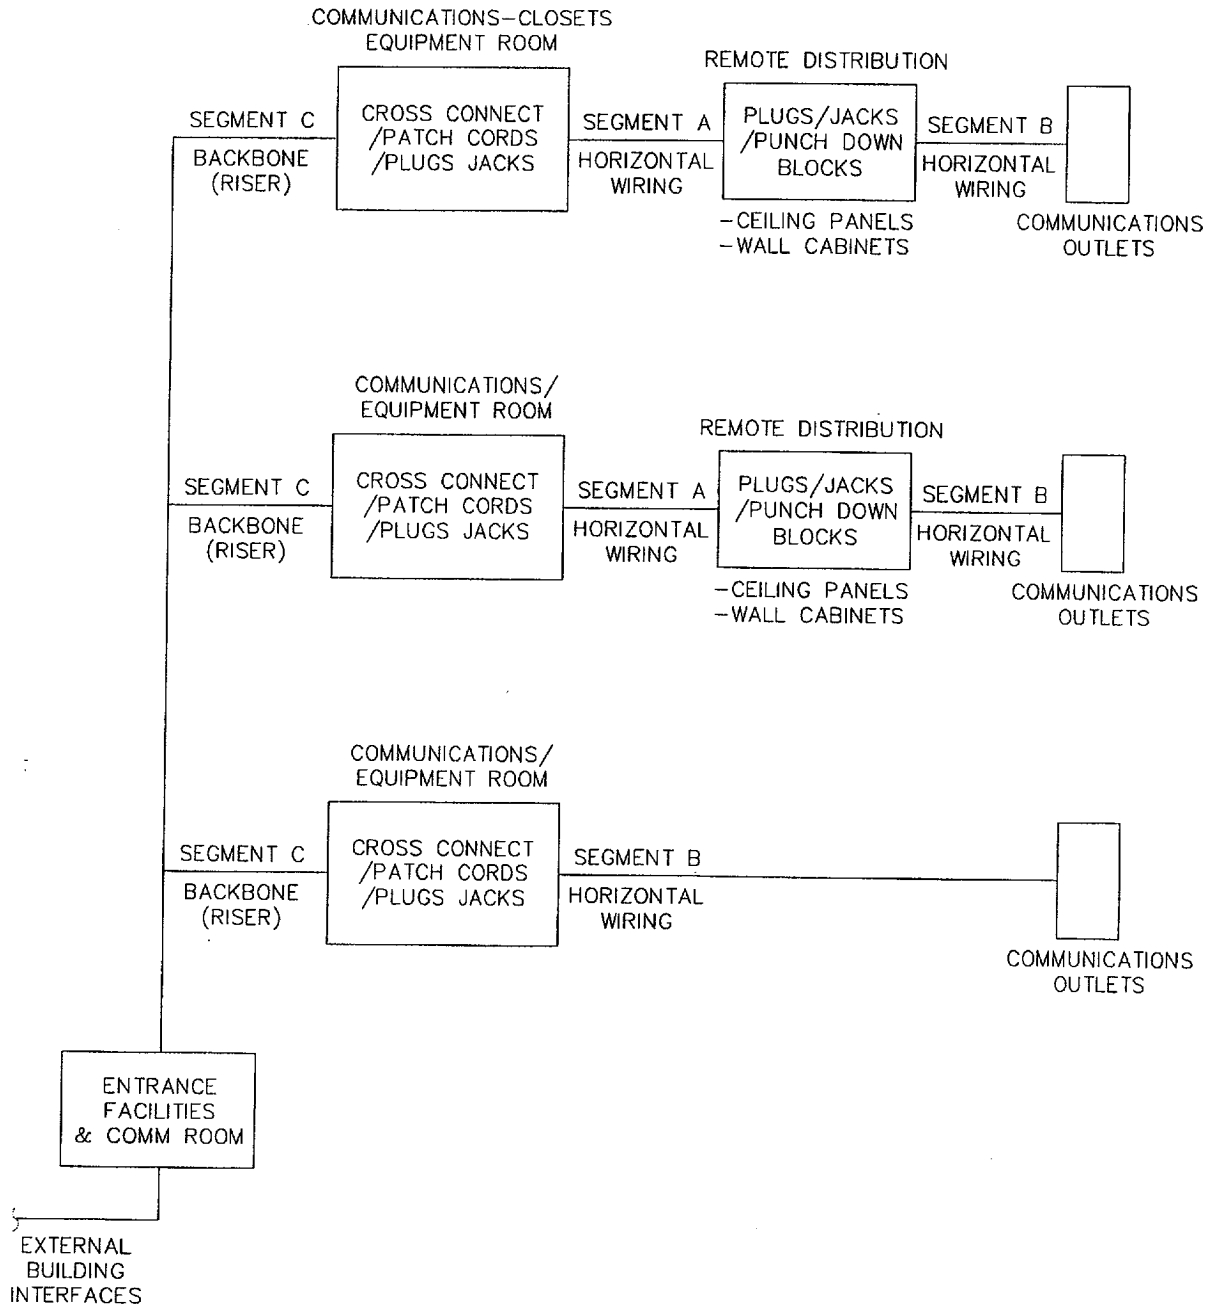 COMMUNICATIONS-CLOSETS
EQUIPMENT ROOM
REMOTE DISTRIBUTION
SEGMENT C
BACKBONE
(RISER)
CROSS CONNECT
/PATCH CORDS
/PLUGS JACKS
SEGMENT A
HORIZONTAL
WIRING
PLUGS/JACKS
/PUNCH DOWN
BLOCKS
SEGMENT B
HORIZONTAL
WIRING
-CEILING PANELS
-WALL CABINETS
COMMUNICATIONS
OUTLETS
COMMUNICATIONS/
EQUIPMENT ROOM
REMOTE DISTRIBUTION
SEGMENT C
BACKBONE
(RISER)
CROSS CONNECT
/PATCH CORDS
/PLUGS JACKS
SEGMENT A
HORIZONTAL
WIRING
PLUGS/JACKS
/PUNCH DOWN
BLOCKS
SEGMENT B
HORIZONTAL
WIRING
-CEILING PANELS
-WALL CABINETS
COMMUNICATIONS
OUTLETS
COMMUNICATIONS/
EQUIPMENT ROOM
SEGMENT C
BACKBONE
(RISER)
CROSS CONNECT
/PATCH CORDS
/PLUGS JACKS
SEGMENT B
HORIZONTAL
WIRING
COMMUNICATIONS
OUTLETS
ENTRANCE
FACILITIES
& COMM ROOM
EXTERNAL
BUILDING
INTERFACES